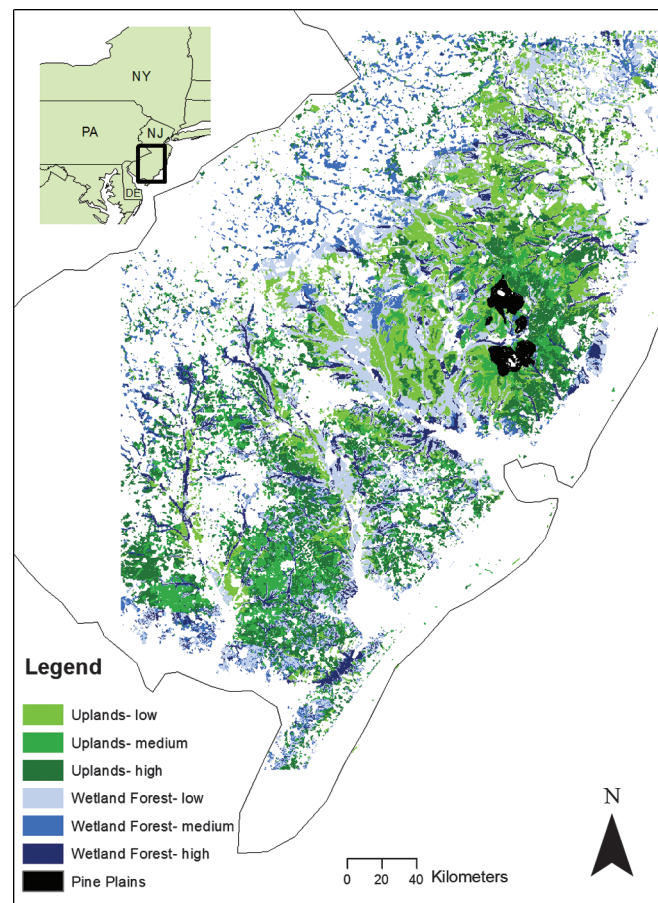 NY
PA
NJ
DE
Legend
Uplands- low
Uplands- medium
Uplands- high
Wetland Forest- low
Wetland Forest- medium
Wetland Forest- high
Pine Plains
N
0 20 40 Kilometers